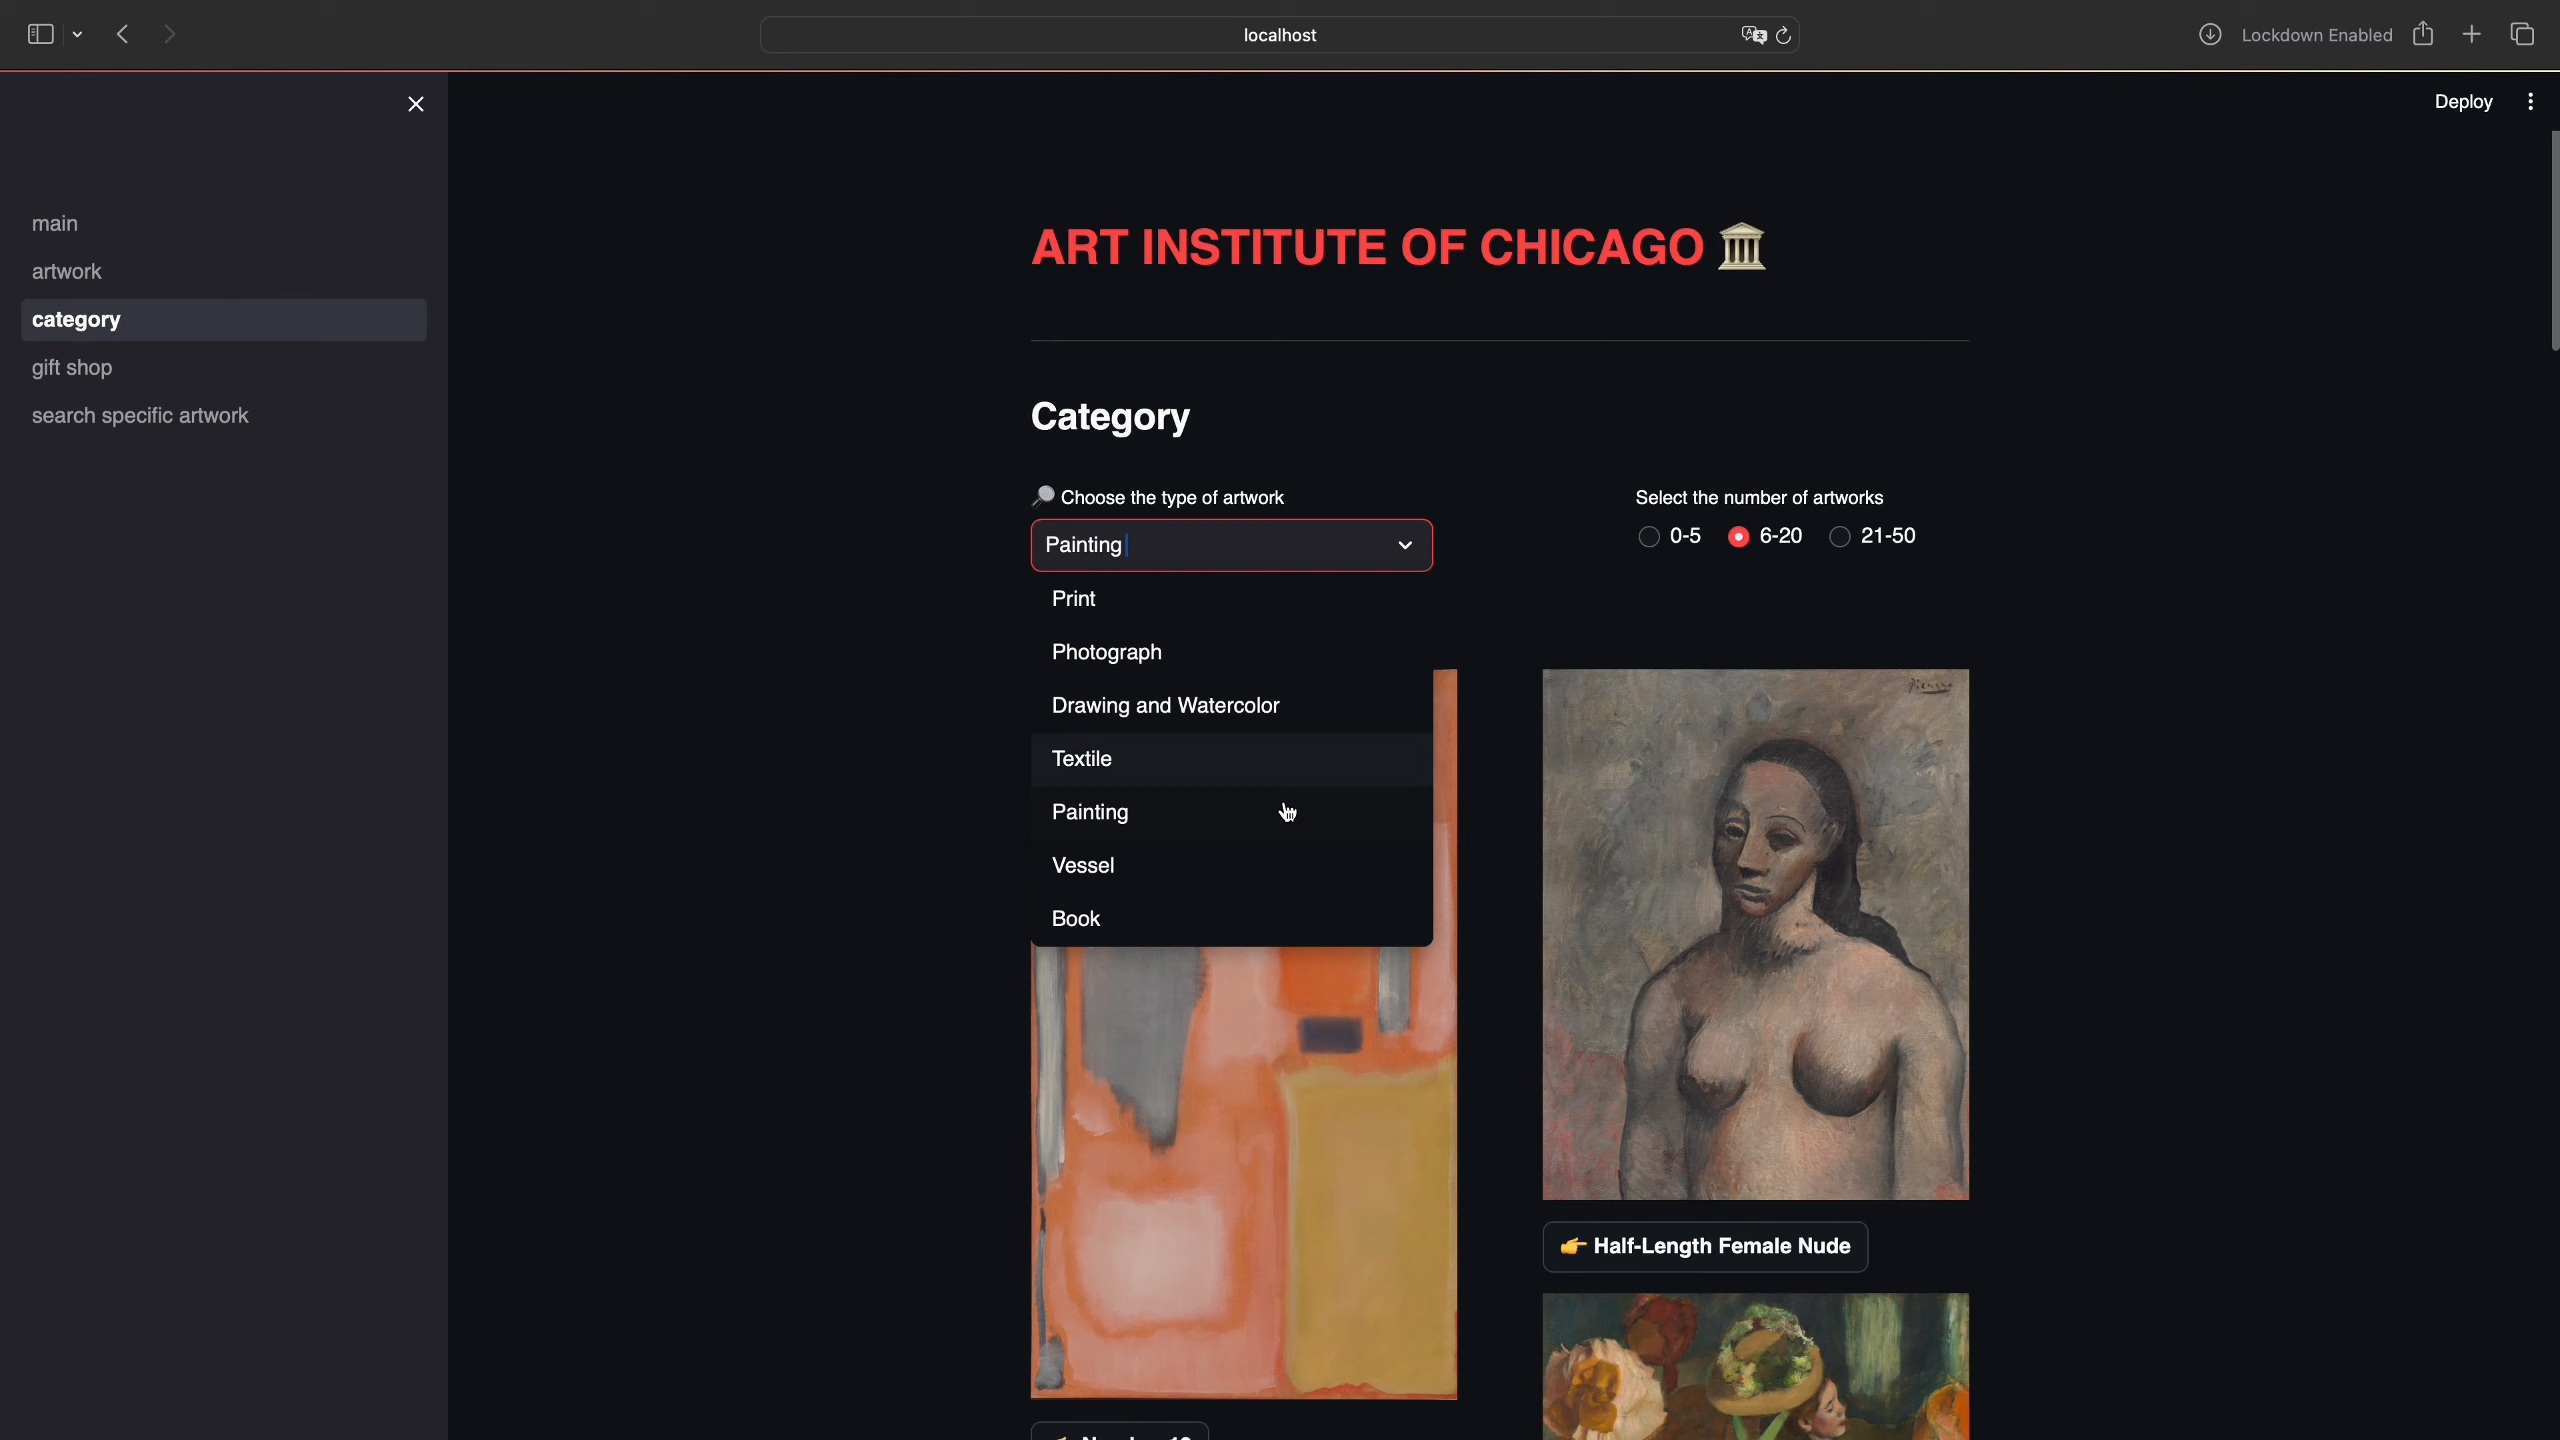 localhost
Lockdown Enabled
Deploy
main
artwork
category
gift shop
search specific artwork
ART INSTITUTE OF CHICAGO 🏛️
Category
🔎 Choose the type of artwork
Painting
Select the number of artworks
0-5 6-20 21-50
Print
Photograph
Drawing and Watercolor
Textile
Painting
Vessel
Book
Picasso
👉 Half-Length Female Nude